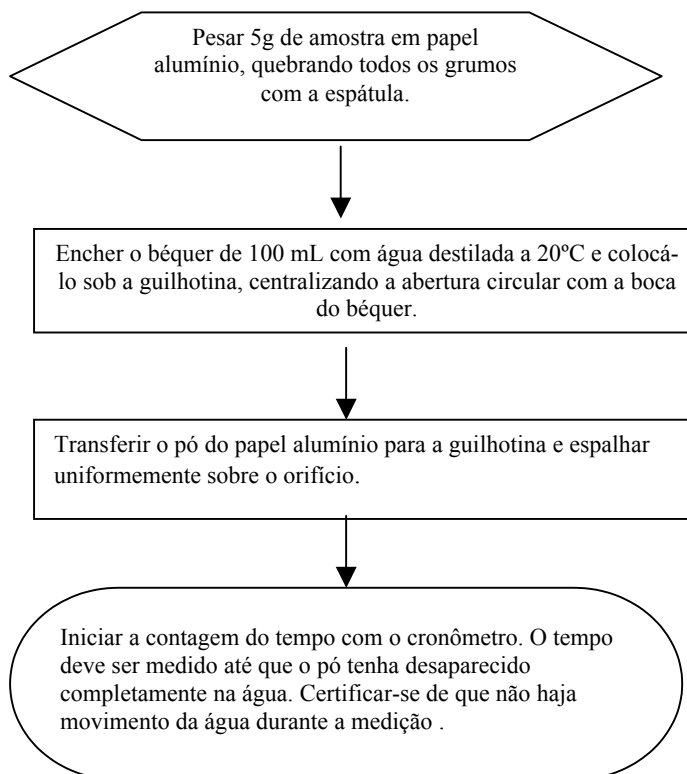 Pesar 5g de amostra em papel
alumínio, quebrando todos os grumos
com a espátula.
Encher o béquer de 100 mL com água destilada a 20ºC e colocá-
lo sob a guilhotina, centralizando a abertura circular com a boca
do béquer.
Transferir o pó do papel alumínio para a guilhotina e espalhar
uniformemente sobre o orifício.
Iniciar a contagem do tempo com o cronômetro. O tempo
deve ser medido até que o pó tenha desaparecido
completamente na água. Certificar-se de que não haja
movimento da água durante a medição .